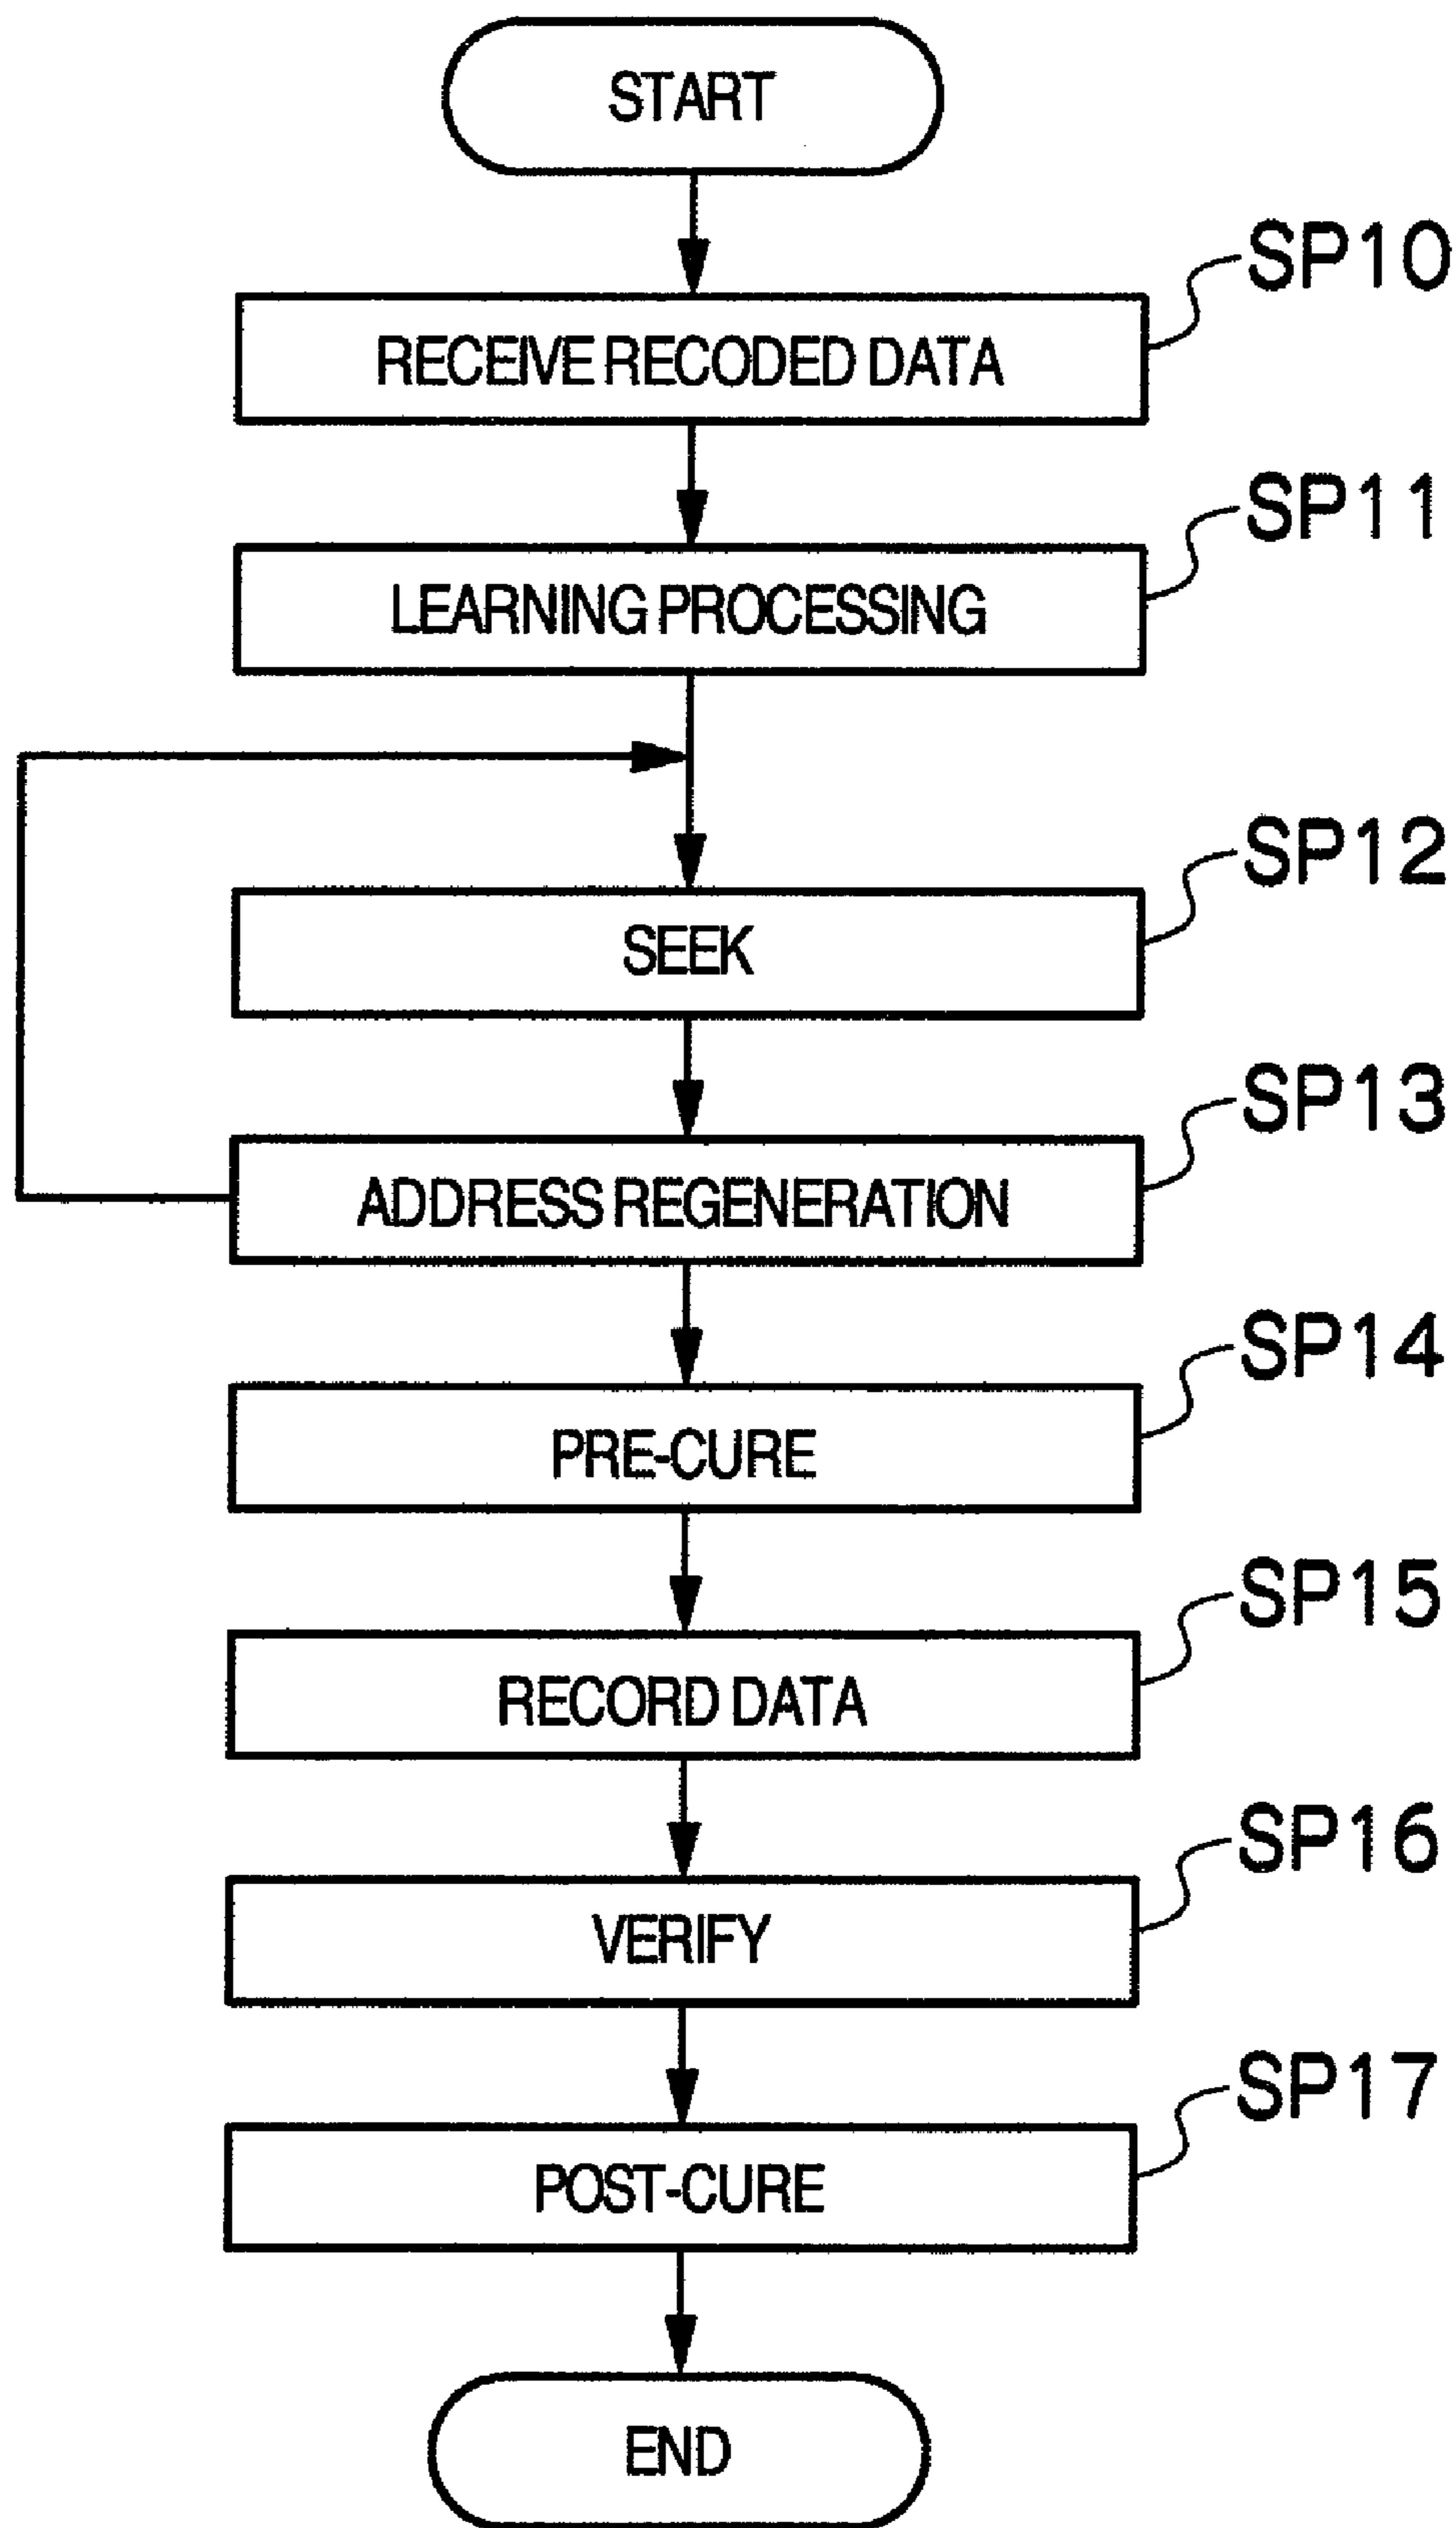 START
SP10
RECEIVE RECODED DATA
SP11
LEARNING PROCESSING
SP12
SEEK
SP13
ADDRESS REGENERATION
SP14
PRE-CURE
SP15
RECORD DATA
SP16
VERIFY
SP17
POST-CURE
END